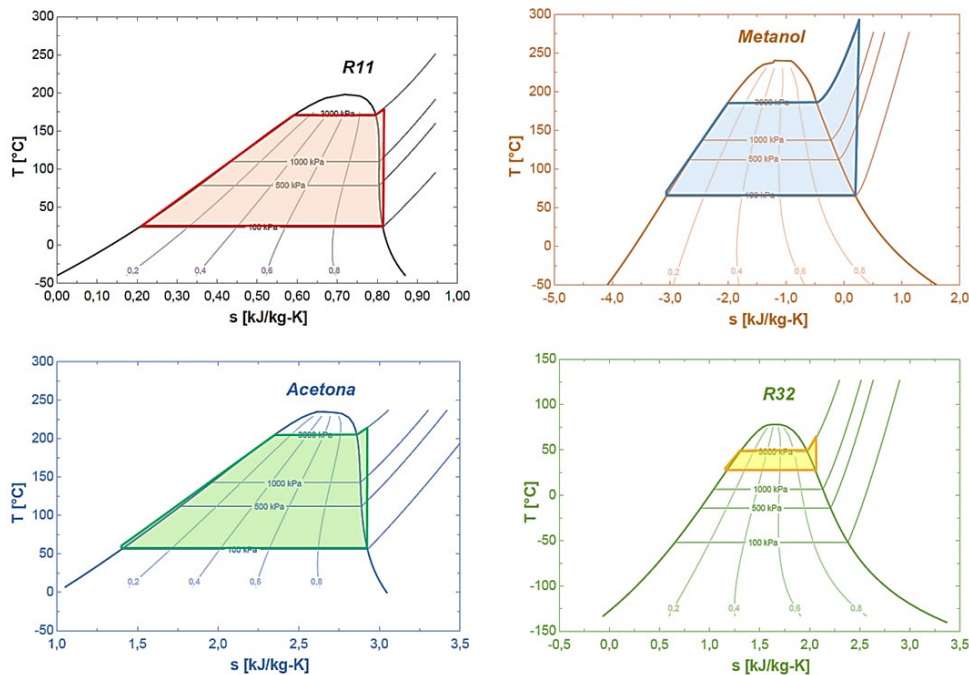 R11
T [°C]
300
250
200
150
100
50
0
-50
3000 kPa
1000 kPa
500 kPa
100 kPa
0,2
0,4
0,6
0,8
0,00 0,10 0,20 0,30 0,40 0,50 0,60 0,70 0,80 0,90 1,00
s [kJ/kg-K]
Metanol
T [°C]
300
250
200
150
100
50
0
-50
3000 kPa
1000 kPa
500 kPa
100 kPa
0,2
0,4
0,6
0,8
-5,0 -4,0 -3,0 -2,0 -1,0 0,0 1,0 2,0
s [kJ/kg-K]
Acetona
T [°C]
300
250
200
150
100
50
0
-50
3000 kPa
1000 kPa
500 kPa
100 kPa
0,2
0,4
0,6
0,8
1,0 1,5 2,0 2,5 3,0 3,5
s [kJ/kg-K]
R32
T [°C]
150
100
50
0
-50
-100
-150
3000 kPa
1000 kPa
500 kPa
100 kPa
0,2
0,4
0,6
0,8
-0,5 0,0 0,5 1,0 1,5 2,0 2,5 3,0 3,5
s [kJ/kg-K]